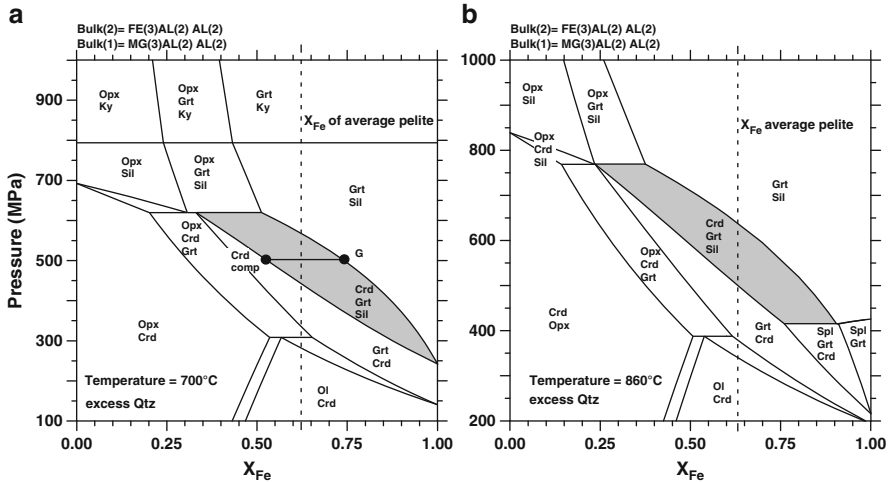 a
Bulk(2)= FE(3)AL(2) AL(2)
Bulk(1)= MG(3)AL(2) AL(2)
Pressure (MPa)
900
700
500
300
100
Opx
Ky
Opx
Grt
Ky
Grt
Ky
XFe of average pelite
Opx
Sil
Opx
Grt
Sil
Grt
Sil
Opx
Crd
Grt
Crd
comp
G
Crd
Grt
Sil
Opx
Crd
Grt
Crd
Ol
Crd
Temperature = 700°C
excess Qtz
0.00
0.25
0.50
0.75
1.00
XFe
b
Bulk(2)= FE(3)AL(2) AL(2)
Bulk(1)= MG(3)AL(2) AL(2)
1000
800
600
400
200
Opx
Sil
Opx
Grt
Sil
XFe average pelite
Opx
Crd
Sil
Grt
Sil
Crd
Grt
Sil
Opx
Crd
Grt
Crd
Opx
Grt
Crd
Spl
Grt
Crd
Spl
Grt
Ol
Crd
Temperature = 860°C
excess Qtz
0.00
0.25
0.50
0.75
1.00
XFe